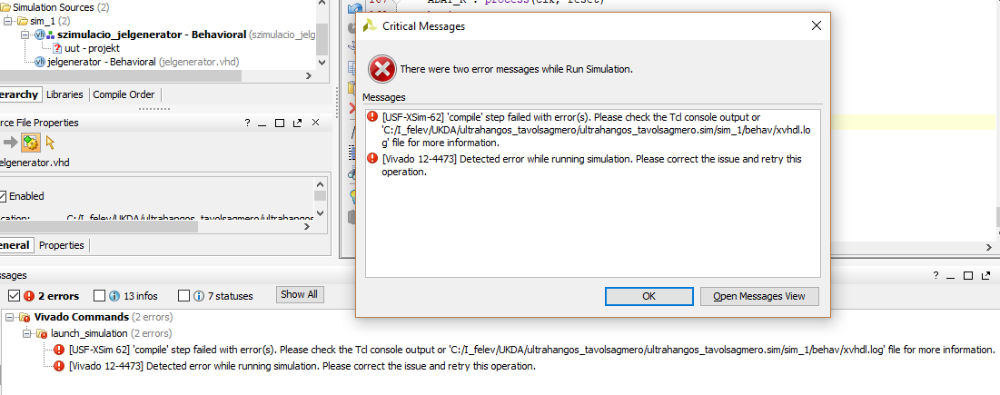 Simulation Sources (2)
sim_1 (2)
szimulacio_jelgenerator - Behavioral (szimulacio_jelg
uut - projekt
jelgenerator - Behavioral (jelgenerator.vhd)
erarchy Libraries Compile Order
rce File Properties
elgenerator.vhd
Enabled
cation: C:/I_felev/UKDA/ultrahangos_tavolsagmero/ultrahangos
eneral Properties
167 ADAT_R : process(clk, reset)
168
Critical Messages
There were two error messages while Run Simulation.
Messages
[USF-XSim-62] 'compile' step failed with error(s). Please check the Tcl console output or
'C:/I_felev/UKDA/ultrahangos_tavolsagmero/ultrahangos_tavolsagmero.sim/sim_1/behav/xvhdl.lo
g' file for more information.
[Vivado 12-4473] Detected error while running simulation. Please correct the issue and retry this
operation.
OK
Open Messages View
ssages
2 errors 13 infos 7 statuses Show All
Vivado Commands (2 errors)
launch_simulation (2 errors)
[USF-XSim 62] 'compile' step failed with error(s). Please check the Tcl console output or 'C:/I_felev/UKDA/ultrahangos_tavolsagmero/ultrahangos_tavolsagmero.sim/sim_1/behav/xvhdl.log' file for more information.
[Vivado 12-4473] Detected error while running simulation. Please correct the issue and retry this operation.